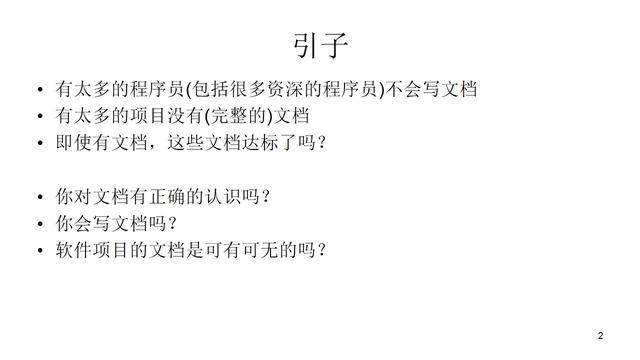 引子
• 有太多的程序员(包括很多资深的程序员)不会写文档
• 有太多的项目没有(完整的)文档
• 即使有文档，这些文档达标了吗？
• 你对文档有正确的认识吗？
• 你会写文档吗？
• 软件项目的文档是可有可无的吗？
2